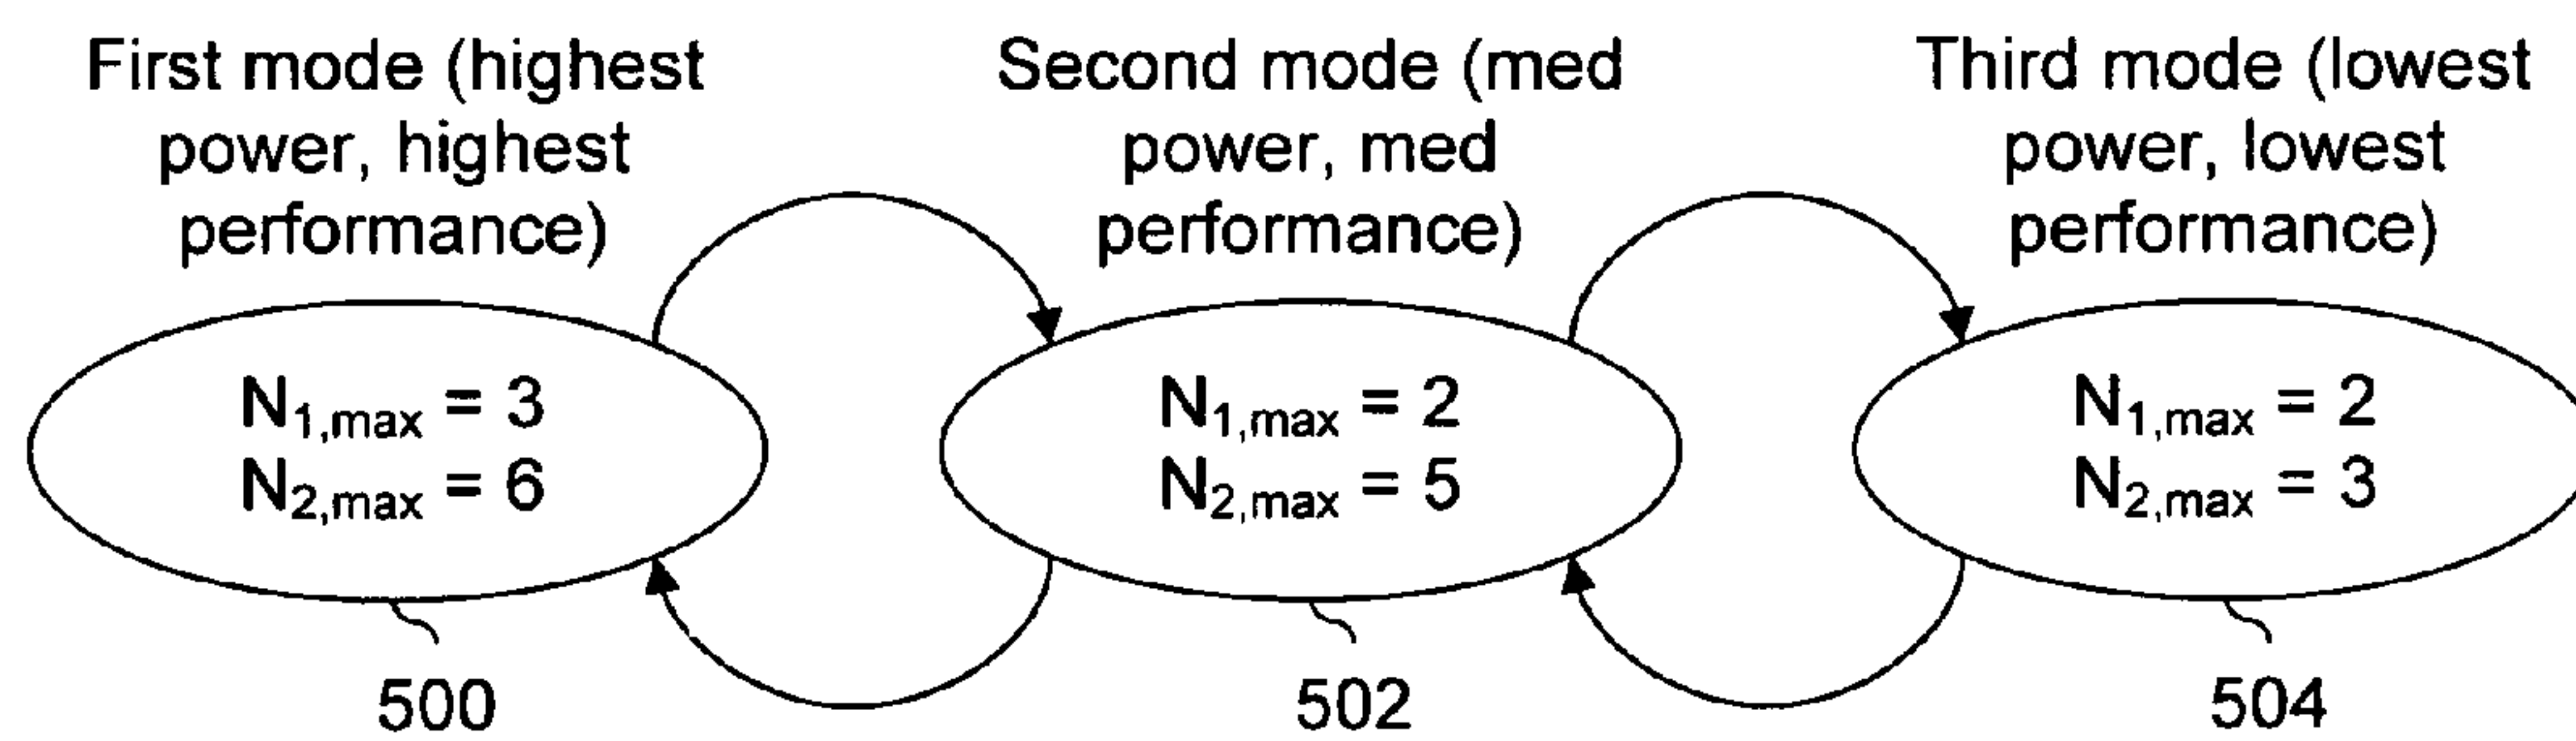 First mode (highest
power, highest
performance)
Second mode (med
power, med
performance)
Third mode (lowest
power, lowest
performance)
N1,max = 3
N2,max = 6
N1,max = 2
N2,max = 5
N1,max = 2
N2,max = 3
500
502
504